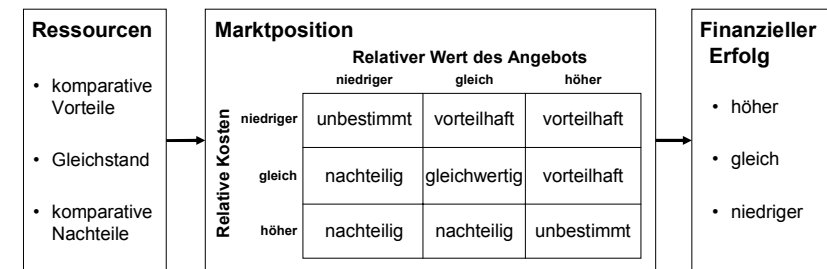 Ressourcen
• komparative
Vorteile
• Gleichstand
• komparative
Nachteile
Marktposition
Relativer Wert des Angebots
niedriger gleich höher
Relative Kosten
niedriger unbestimmt vorteilhaft vorteilhaft
gleich nachteilig gleichwertig vorteilhaft
höher nachteilig nachteilig unbestimmt
Finanzieller
Erfolg
• höher
• gleich
• niedriger